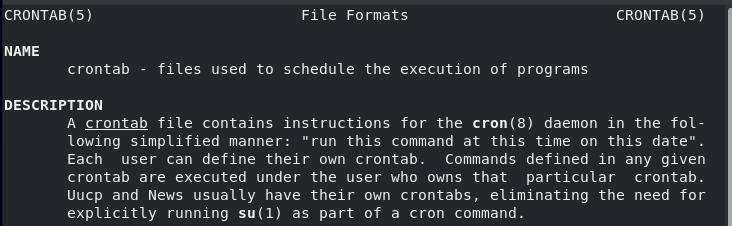 CRONTAB(5) File Formats CRONTAB(5)
NAME
crontab - files used to schedule the execution of programs
DESCRIPTION
A crontab file contains instructions for the cron(8) daemon in the fol-
lowing simplified manner: "run this command at this time on this date".
Each user can define their own crontab. Commands defined in any given
crontab are executed under the user who owns that particular crontab.
Uucp and News usually have their own crontabs, eliminating the need for
explicitly running su(1) as part of a cron command.